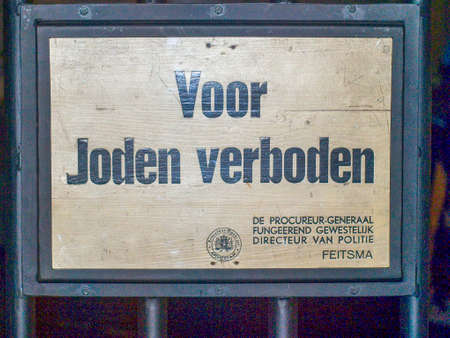 Voor
Joden verboden
DE PROCUREUR-GENERAAL
FUNGEEREND GEWESTELIJK
DIRECTEUR VAN POLITIE
FEITSMA